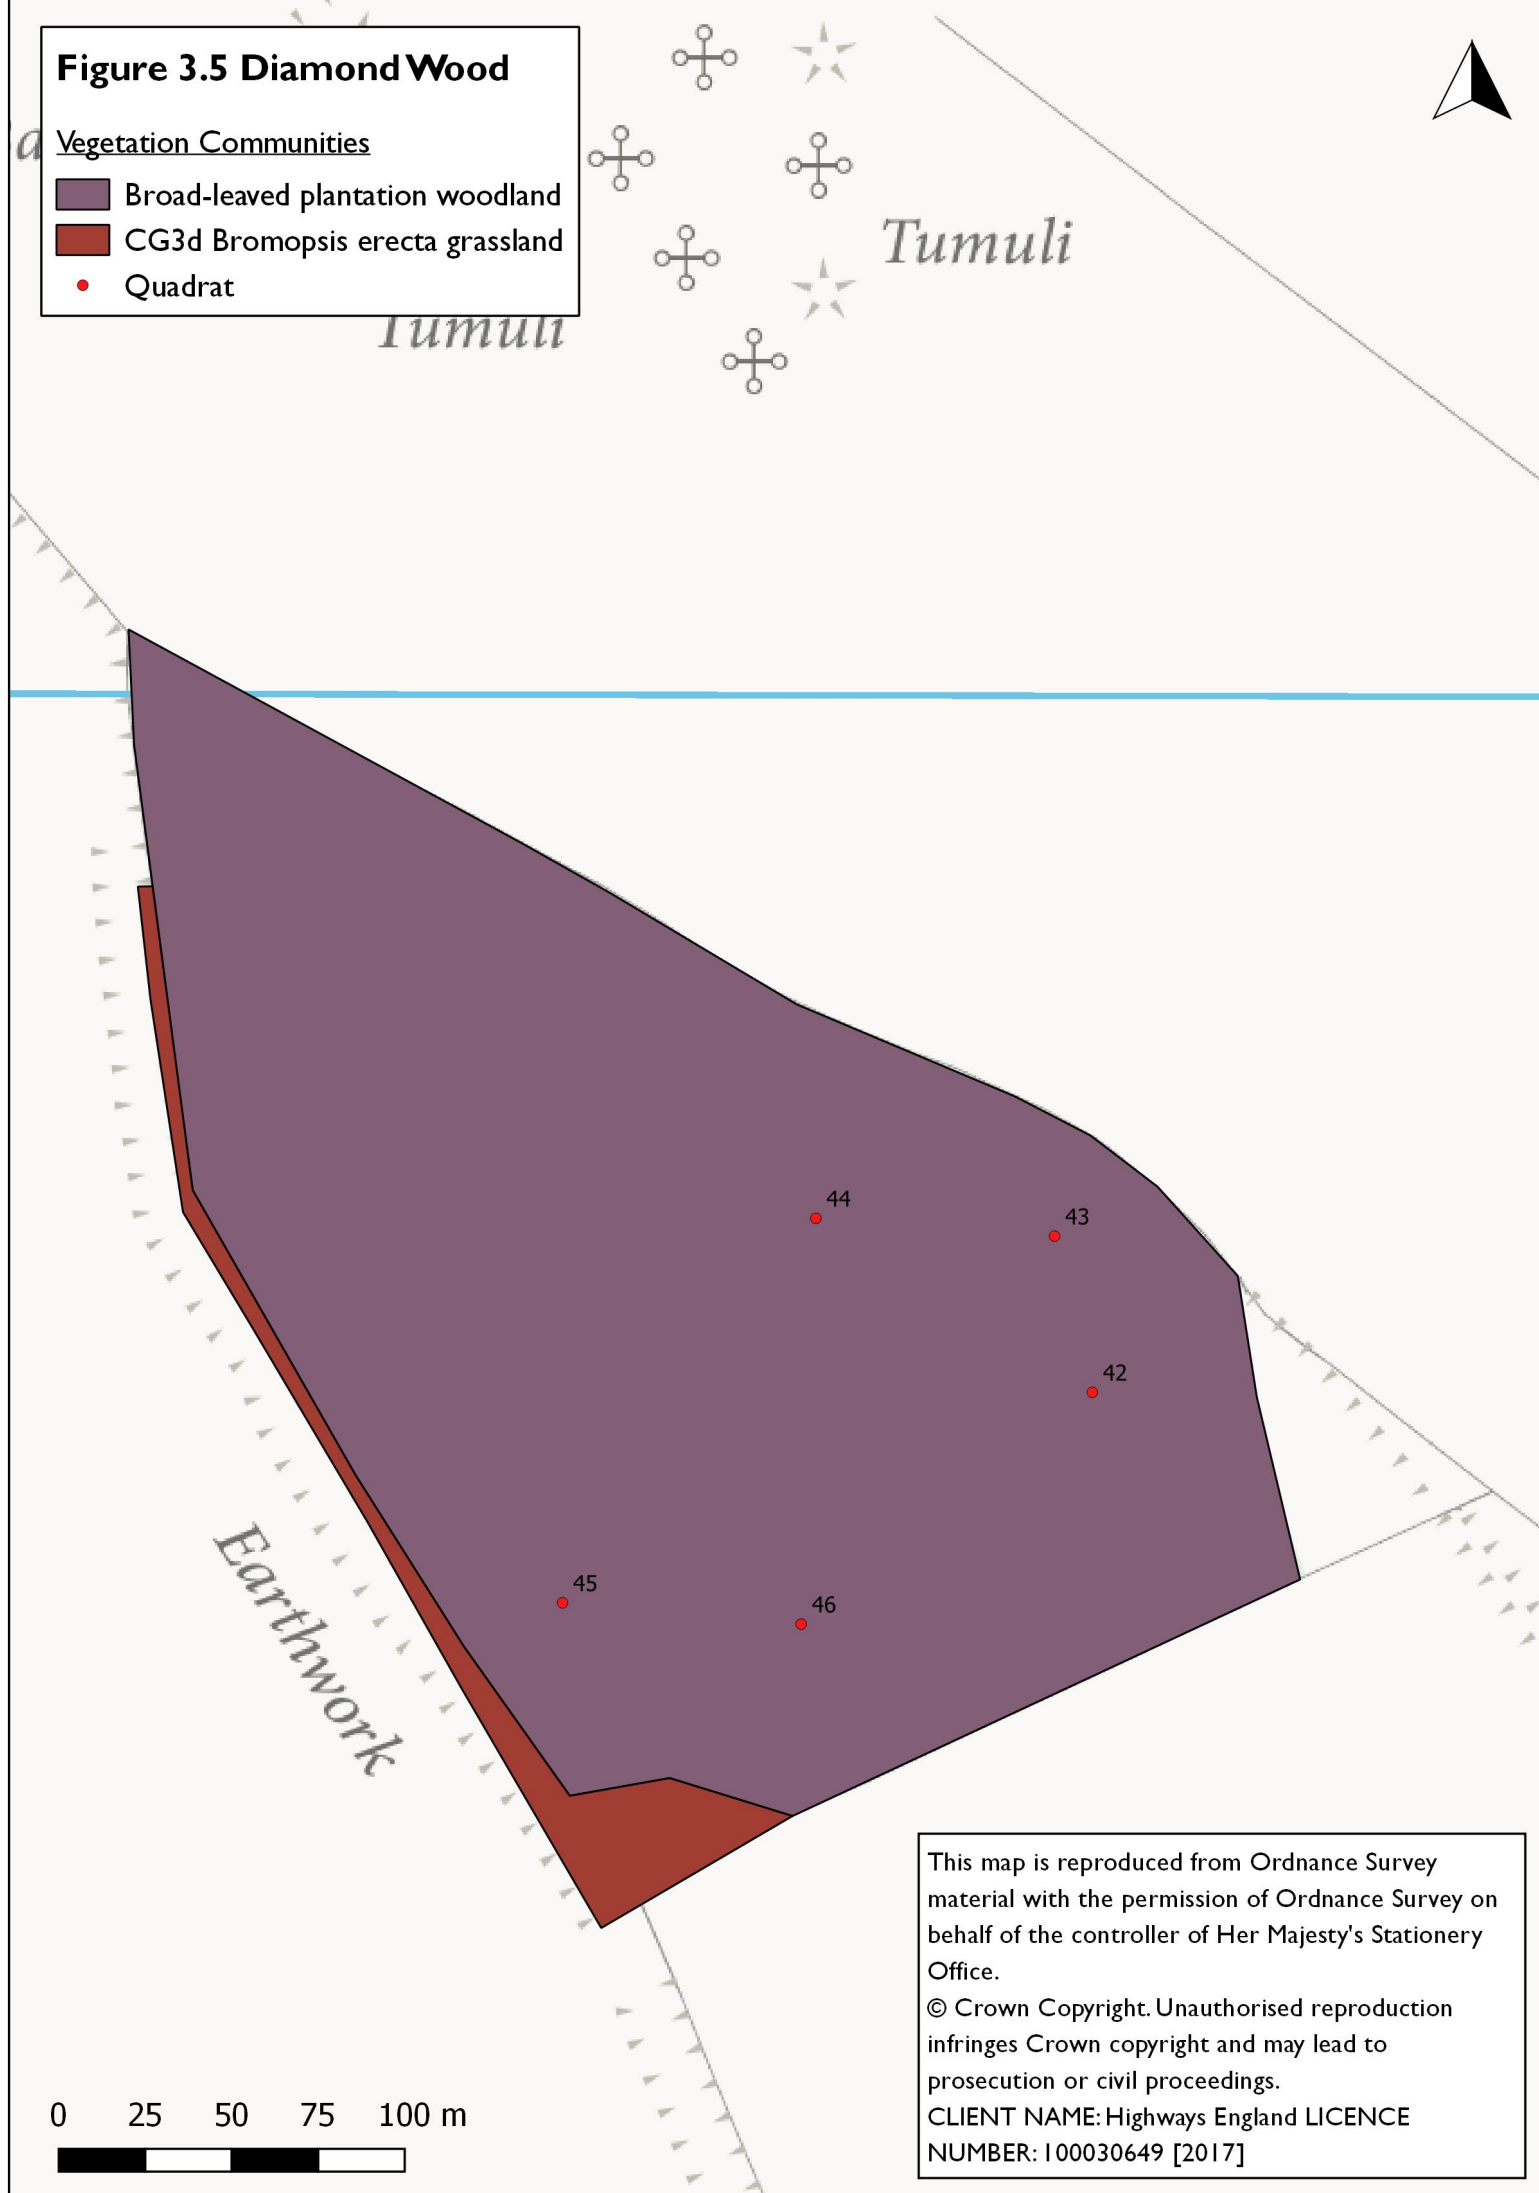 Figure 3.5 Diamond Wood
Vegetation Communities
Broad-leaved plantation woodland
CG3d Bromopsis erecta grassland
Quadrat
Tumuli
Tumuli
44
43
42
45
46
Earthwork
0 25 50 75 100 m
This map is reproduced from Ordnance Survey
material with the permission of Ordnance Survey on
behalf of the controller of Her Majesty's Stationery
Office.
© Crown Copyright. Unauthorised reproduction
infringes Crown copyright and may lead to
prosecution or civil proceedings.
CLIENT NAME: Highways England LICENCE
NUMBER: 100030649 [2017]